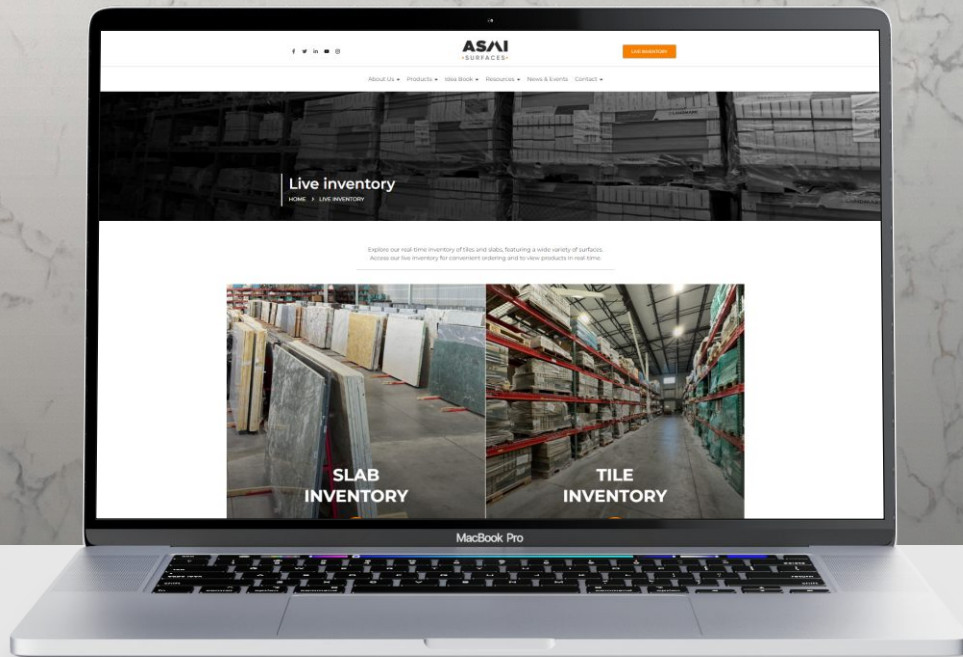 ASMI
•SURFACES•
LIVE INVENTORY
About Us Products Idea Book Resources News & Events Contact
Live inventory
HOME > LIVE INVENTORY
Explore our real-time inventory of tiles and slabs, featuring a wide variety of surfaces.
Access our live inventory for convenient ordering and to view products in real time.
SLAB
INVENTORY
TILE
INVENTORY
MacBook Pro